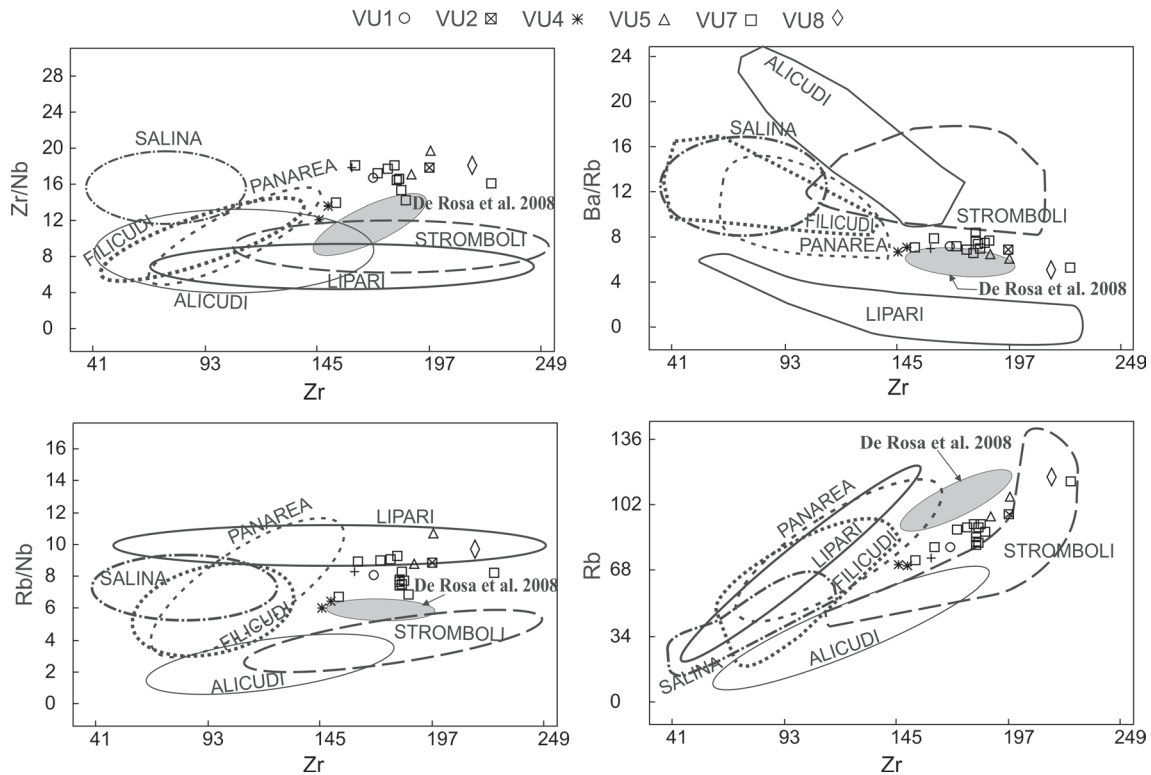 VU1 VU2 VU4 VU5 VU7 VU8
Zr/Nb
28
24
20
16
12
8
4
0
SALINA
PANAREA
De Rosa et al. 2008
FILICUDI
STROMBOLI
LIPARI
ALICUDI
41 93 145 197 249
Zr
Ba/Rb
24
20
16
12
8
4
0
ALICUDI
SALINA
FILICUDI
STROMBOLI
PANAREA
De Rosa et al. 2008
LIPARI
41 93 145 197 249
Zr
Rb/Nb
16
14
12
10
8
6
4
2
0
PANAREA
LIPARI
SALINA
De Rosa et al. 2008
FILICUDI
STROMBOLI
ALICUDI
41 93 145 197 249
Zr
Rb
136
102
68
34
0
De Rosa et al. 2008
PANAREA
LIPARI
FILICUDI
STROMBOLI
ALICUDI
SALINA
41 93 145 197 249
Zr